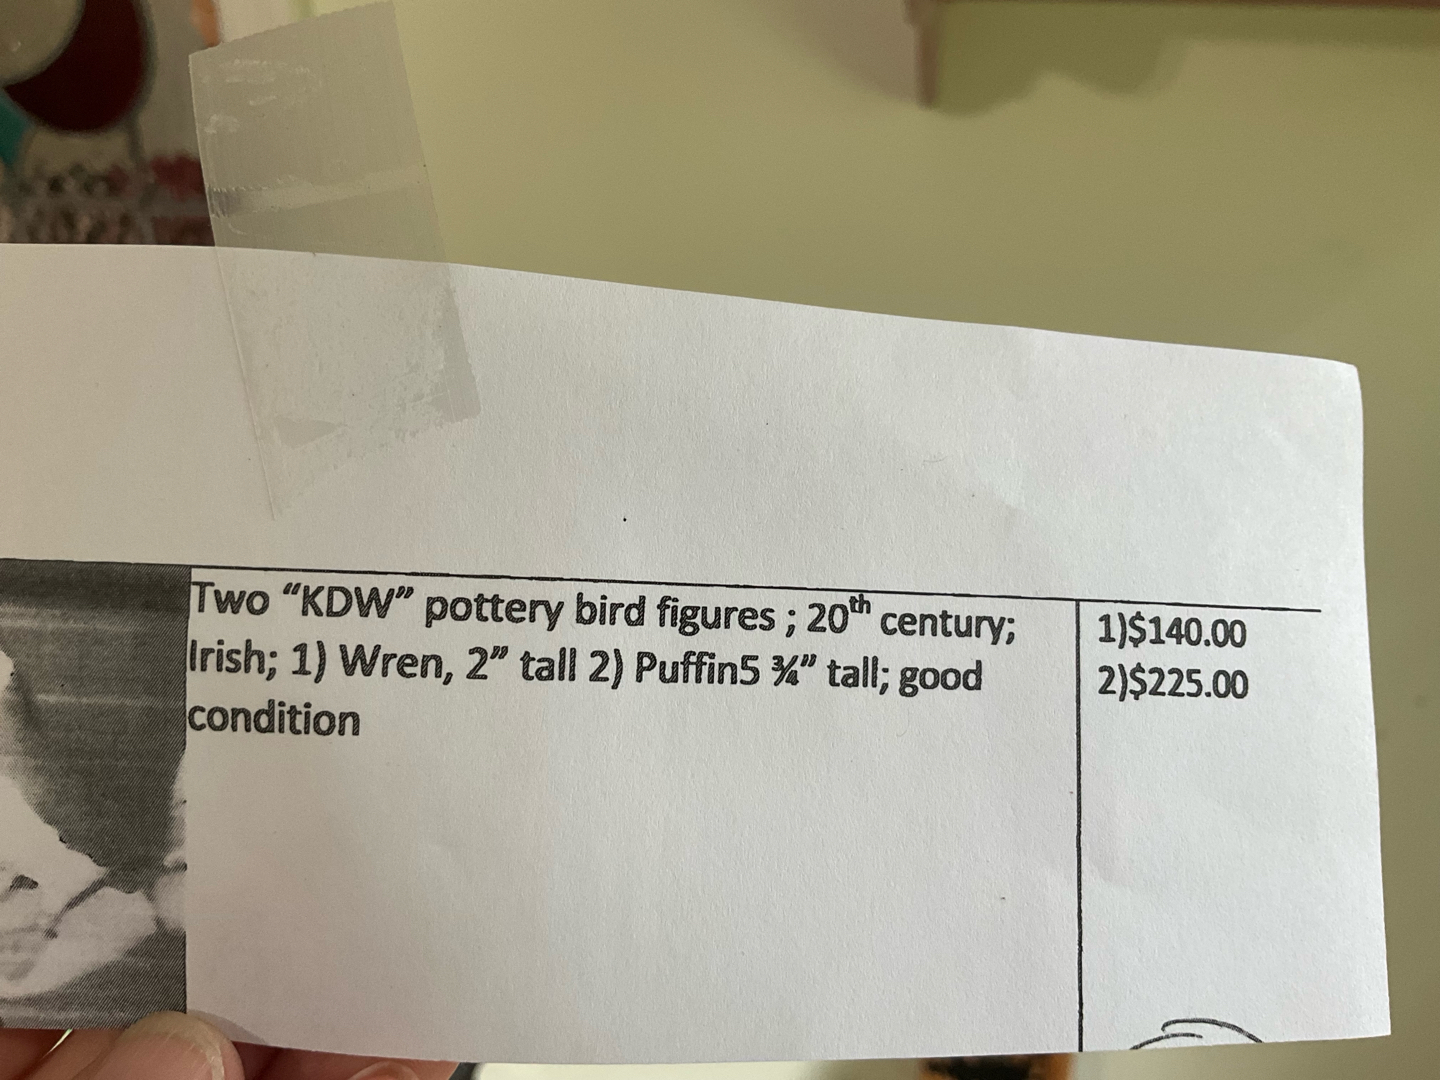 Two “KDW” pottery bird figures ; 20th century;
Irish; 1) Wren, 2” tall 2) Puffin5 ¾” tall; good
condition
1)$140.00
2)$225.00